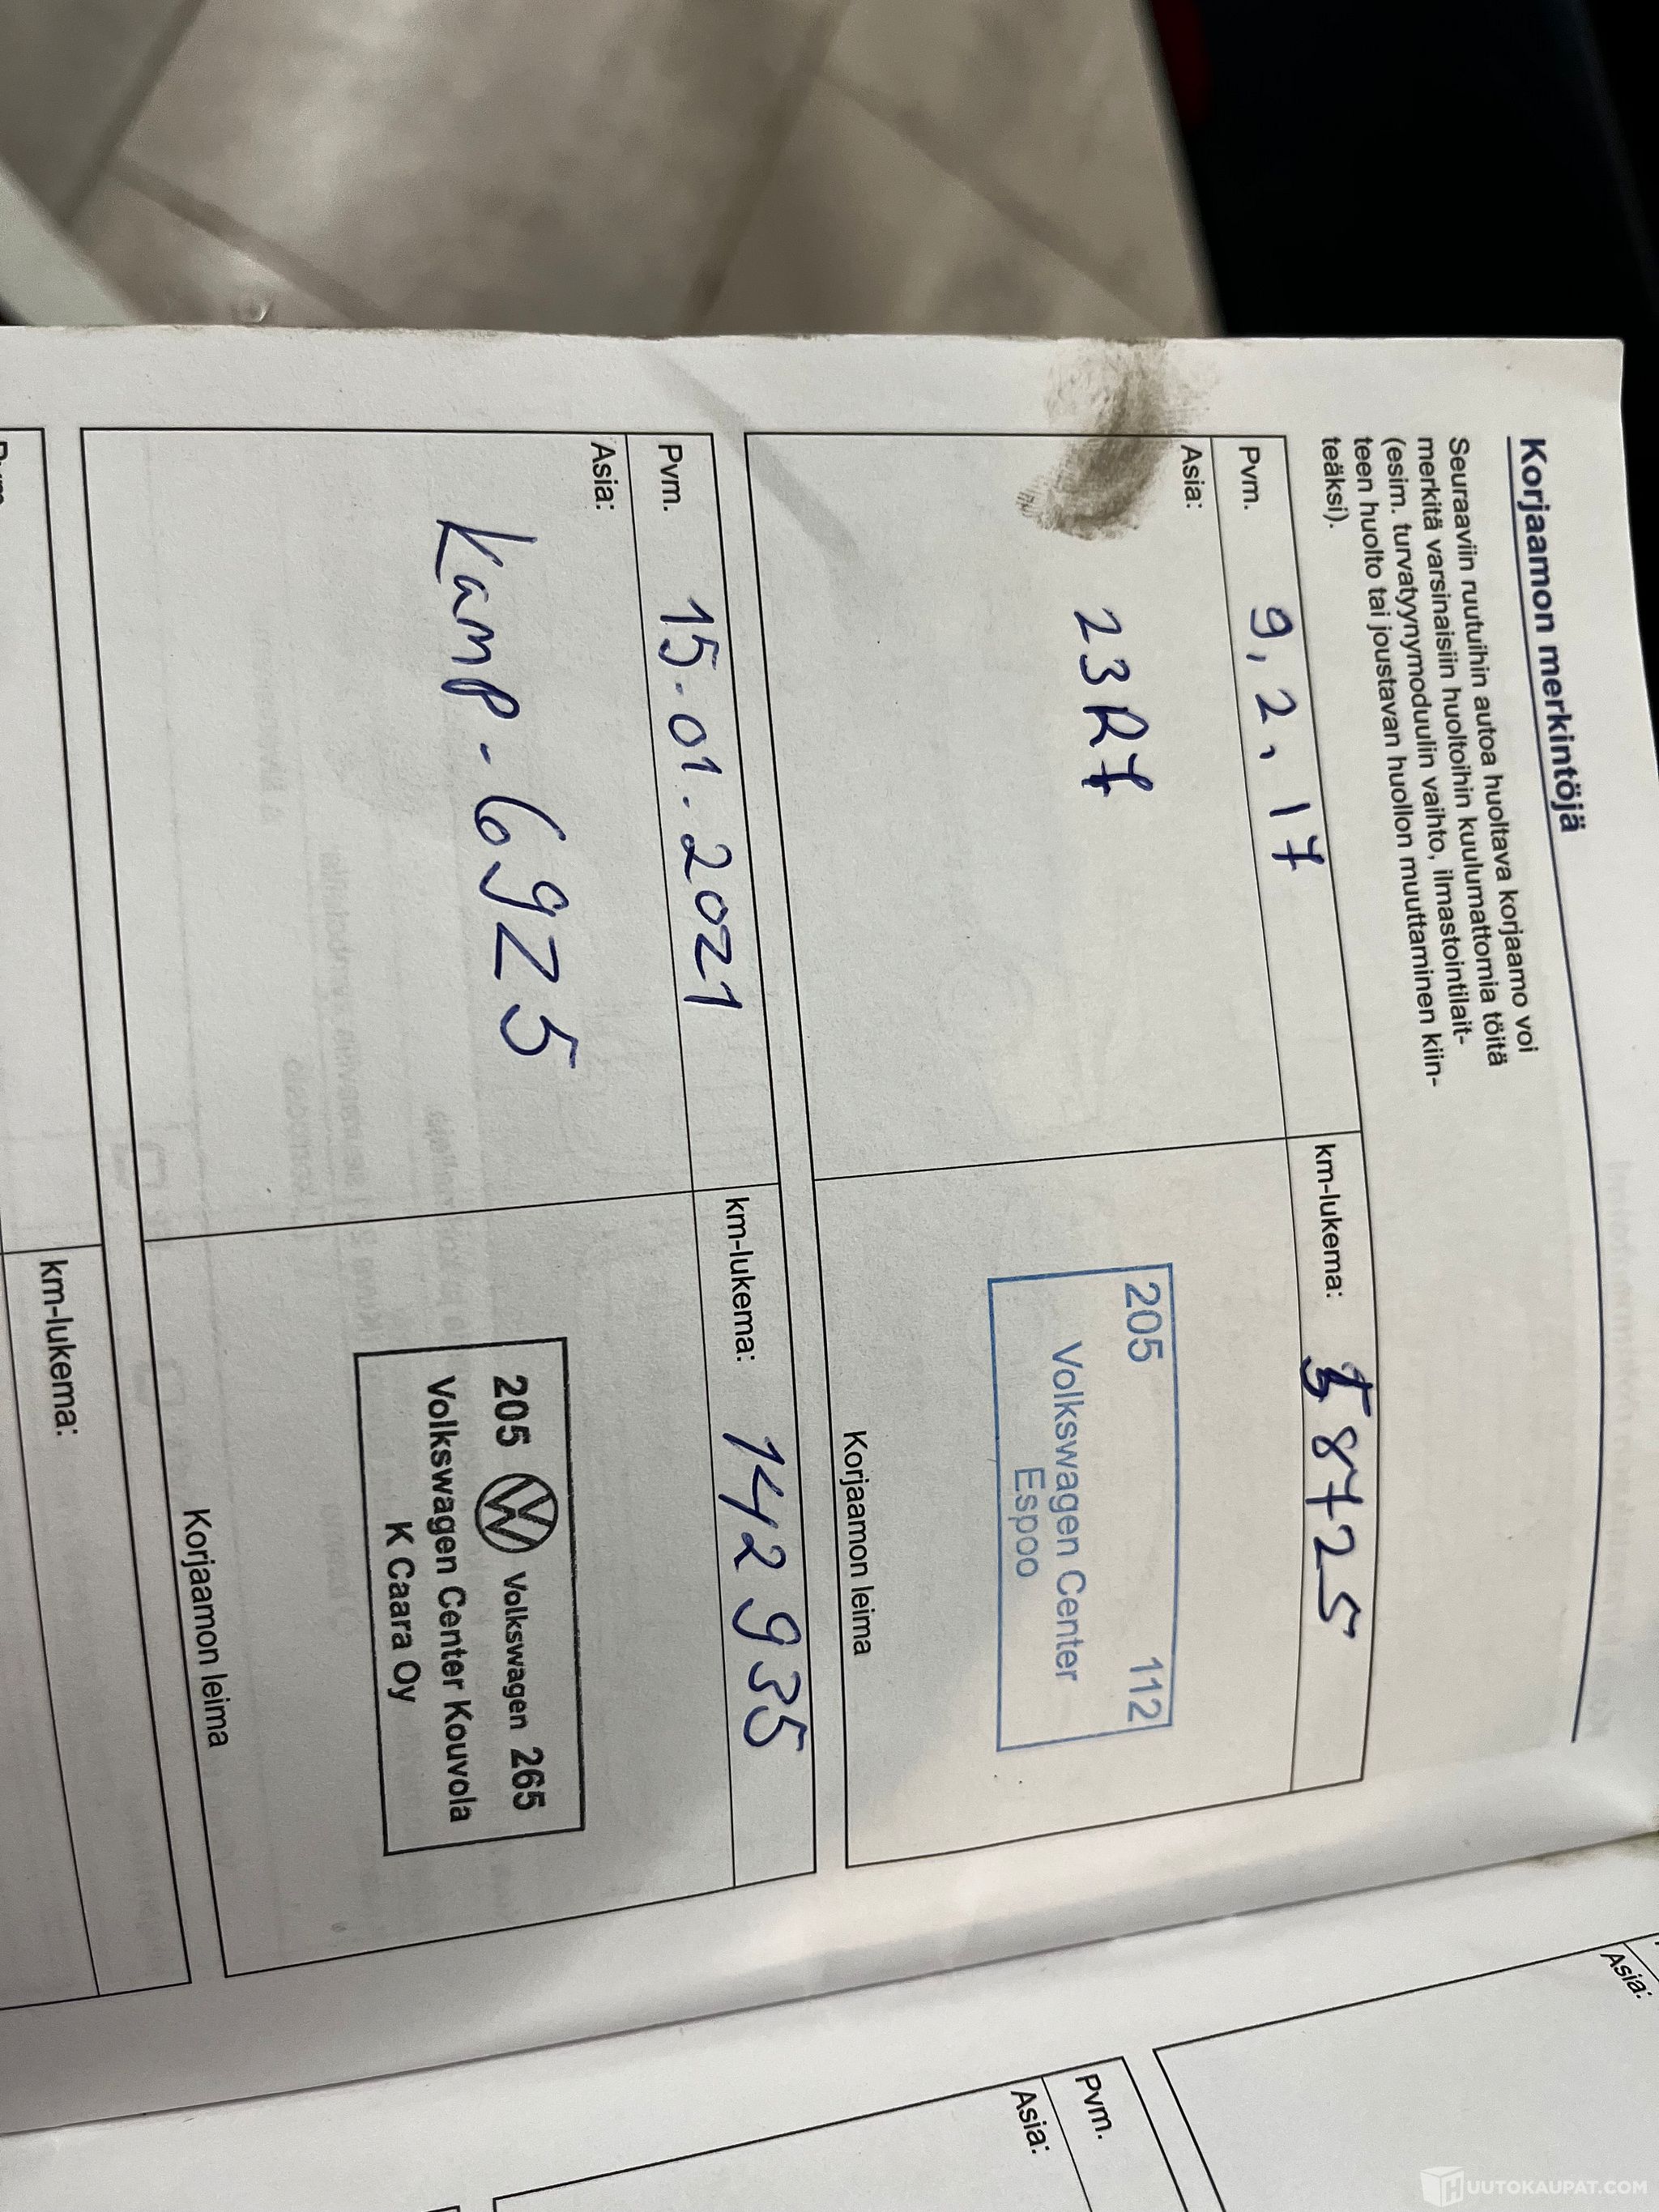 Korjaamon merkintöjä
Seuraaviin ruutuihin autoa huoltava korjaamo voi
merkitä varsinaisiin huoltoihin kuulumattomia töitä
(esim. turvatyynymoduulin vaihto, ilmastointilait-
teen huolto tai joustavan huollon muuttaminen kiin-
teäksi).
Pvm. 9,2,17 km-lukema: 58725
Asia:
23R7
205 112
Volkswagen Center
Espoo
Korjaamon leima
Pvm. 15.01.2021 km-lukema: 142935
Asia:
Kamp-69Z5
205 Volkswagen 265
Volkswagen Center Kouvola
K Caara Oy
Korjaamon leima
km-lukema:
Asia:
Pvm.
Asia:
HUUTOKAUPAT.COM